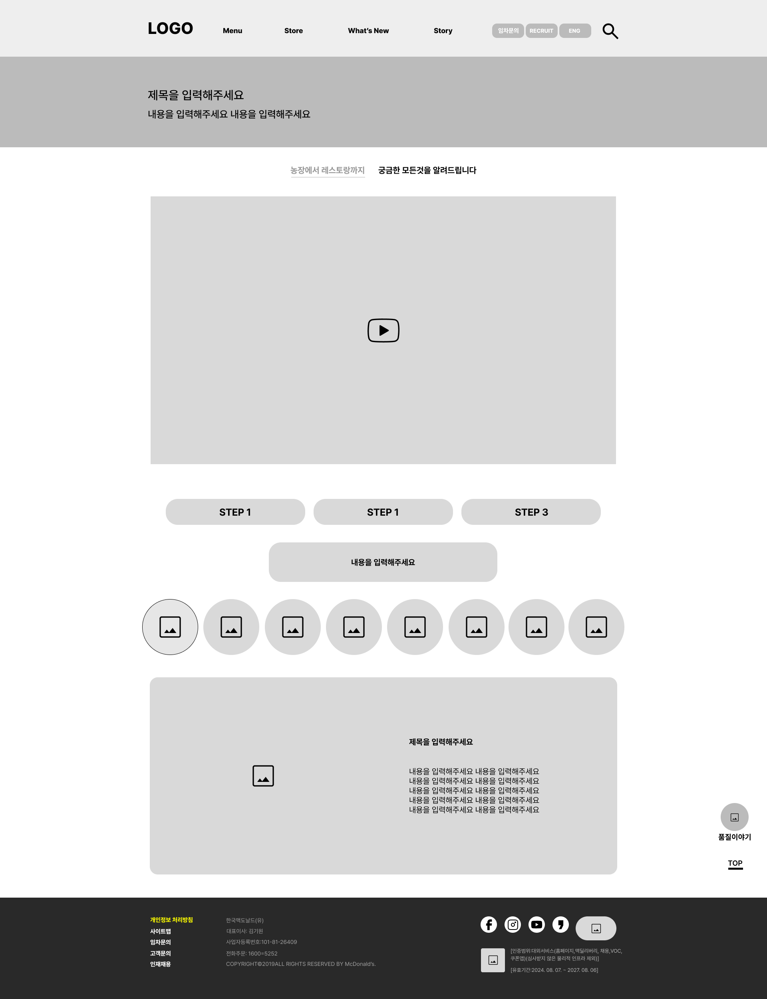 LOGO
Menu
Store
What's New
Story
임차문의
RECRUIT
ENG
제목을 입력해주세요
내용을 입력해주세요 내용을 입력해주세요
농장에서 레스토랑까지
궁금한 모든것을 알려드립니다
STEP 1
STEP 1
STEP 3
내용을 입력해주세요
제목을 입력해주세요
내용을 입력해주세요 내용을 입력해주세요
내용을 입력해주세요 내용을 입력해주세요
내용을 입력해주세요 내용을 입력해주세요
내용을 입력해주세요 내용을 입력해주세요
내용을 입력해주세요 내용을 입력해주세요
품질이야기
TOP
개인정보 처리방침
사이트맵
임차문의
고객문의
인재채용
한국맥도날드(유)
대표이사: 김기원
사업자등록번호:101-81-26409
전화주문: 1600=5252
COPYRIGHT©2019ALL RIGHTS RESERVED BY McDonald's.
[인증범위:대외서비스(홈페이지,맥딜리버리, 채용,VOC,
쿠폰앱)(심사받지 않은 물리적 인프라 제외)]
[유효기간:2024. 08. 07. ~ 2027. 08. 06]